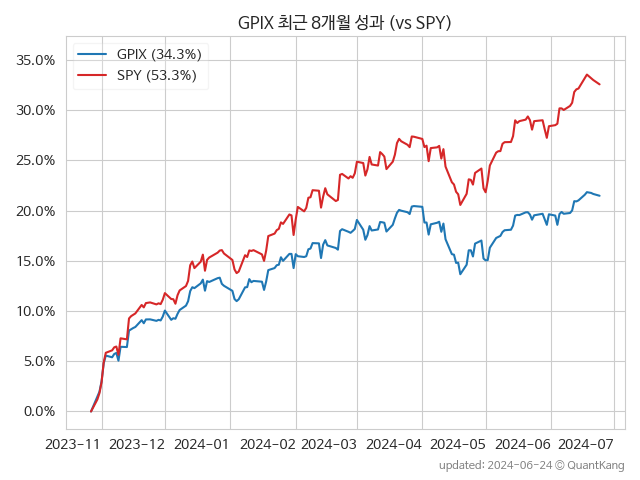 GPIX 최근 8개월 성과 (vs SPY)
GPIX (34.3%)
SPY (53.3%)
35.0%
30.0%
25.0%
20.0%
15.0%
10.0%
5.0%
0.0%
2023-11 2023-12 2024-01 2024-02 2024-03 2024-04 2024-05 2024-06 2024-07
updated: 2024-06-24 © QuantKang